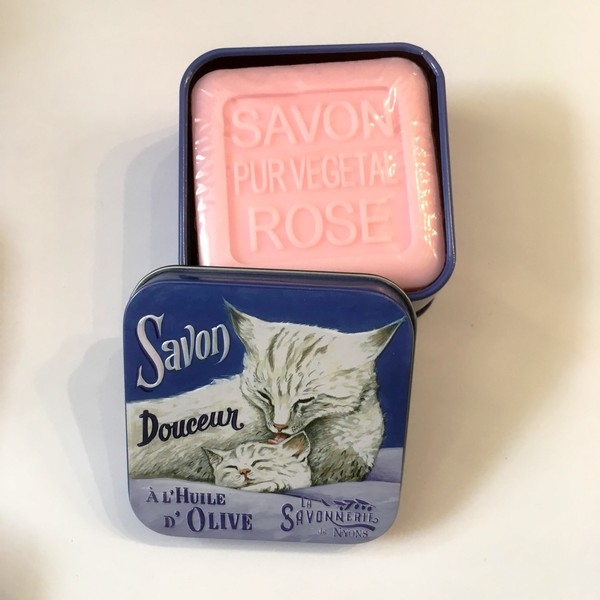 SAVON
PUR VEGETAL
ROSE
Savon
Douceur
À L'HUILE
D'OLIVE
LA
SAVONNERIE
de NYONS